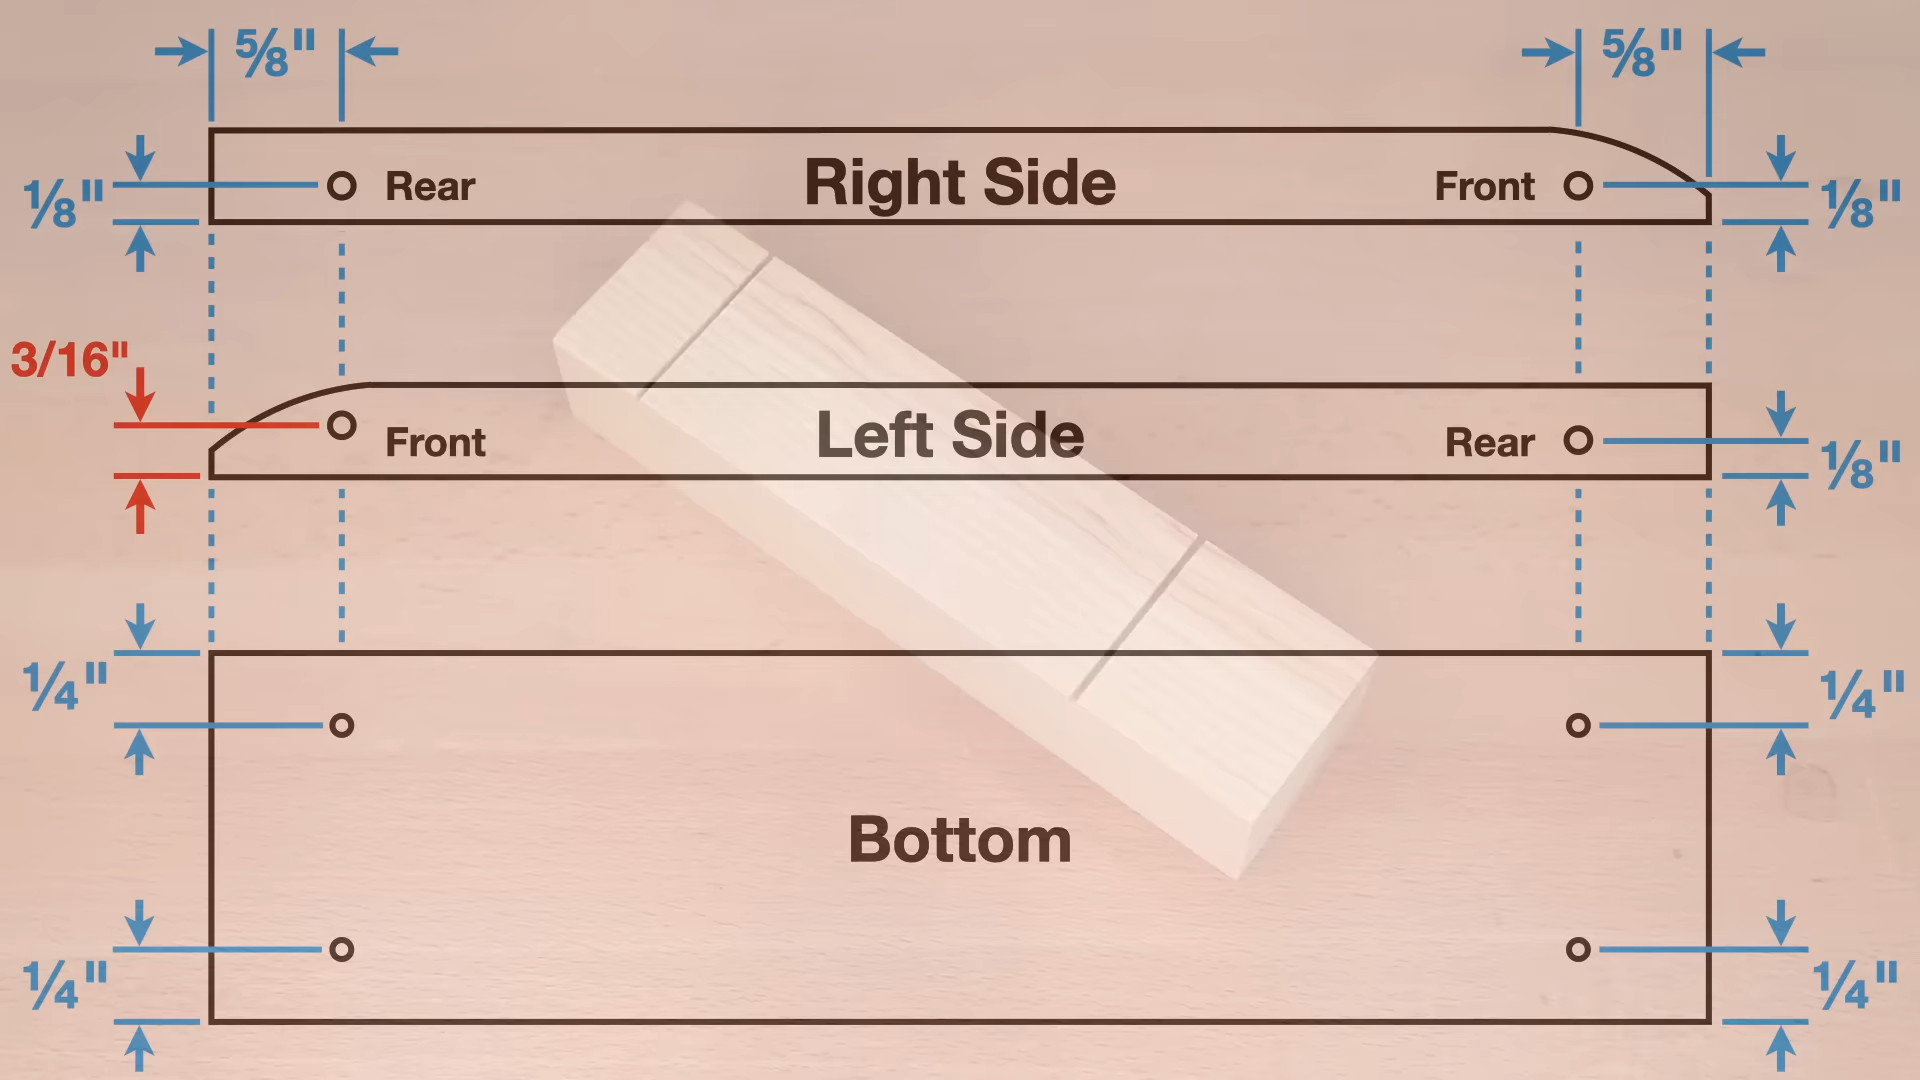 5/8" 5/8"
1/8" Rear Right Side Front 1/8"
3/16"
Front Left Side Rear 1/8"
1/4" 1/4"
Bottom
1/4" 1/4"